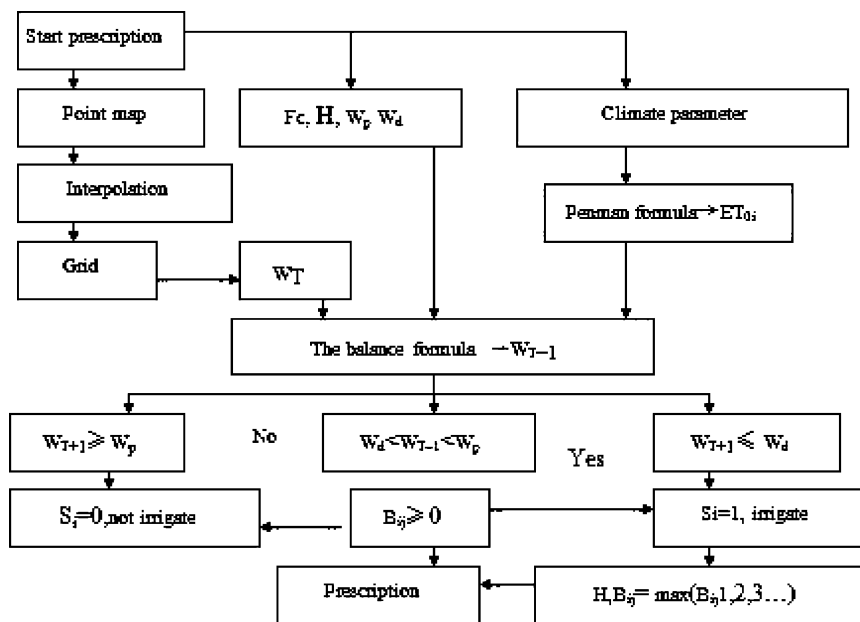 Start prescription
Point map
Fc, H, Wp Wd
Climate parameter
Interpolation
Penman formula→ET0i
Grid
WT
The balance formula →WT−1
WT+1⩾ Wp
No
Wd<WT−1<Wp
Yes
WT+1⩽ Wd
Si=0,not irrigate
Bij⩾ 0
Si=1, irrigate
Prescription
H,Bij= max(Bij1,2,3…)